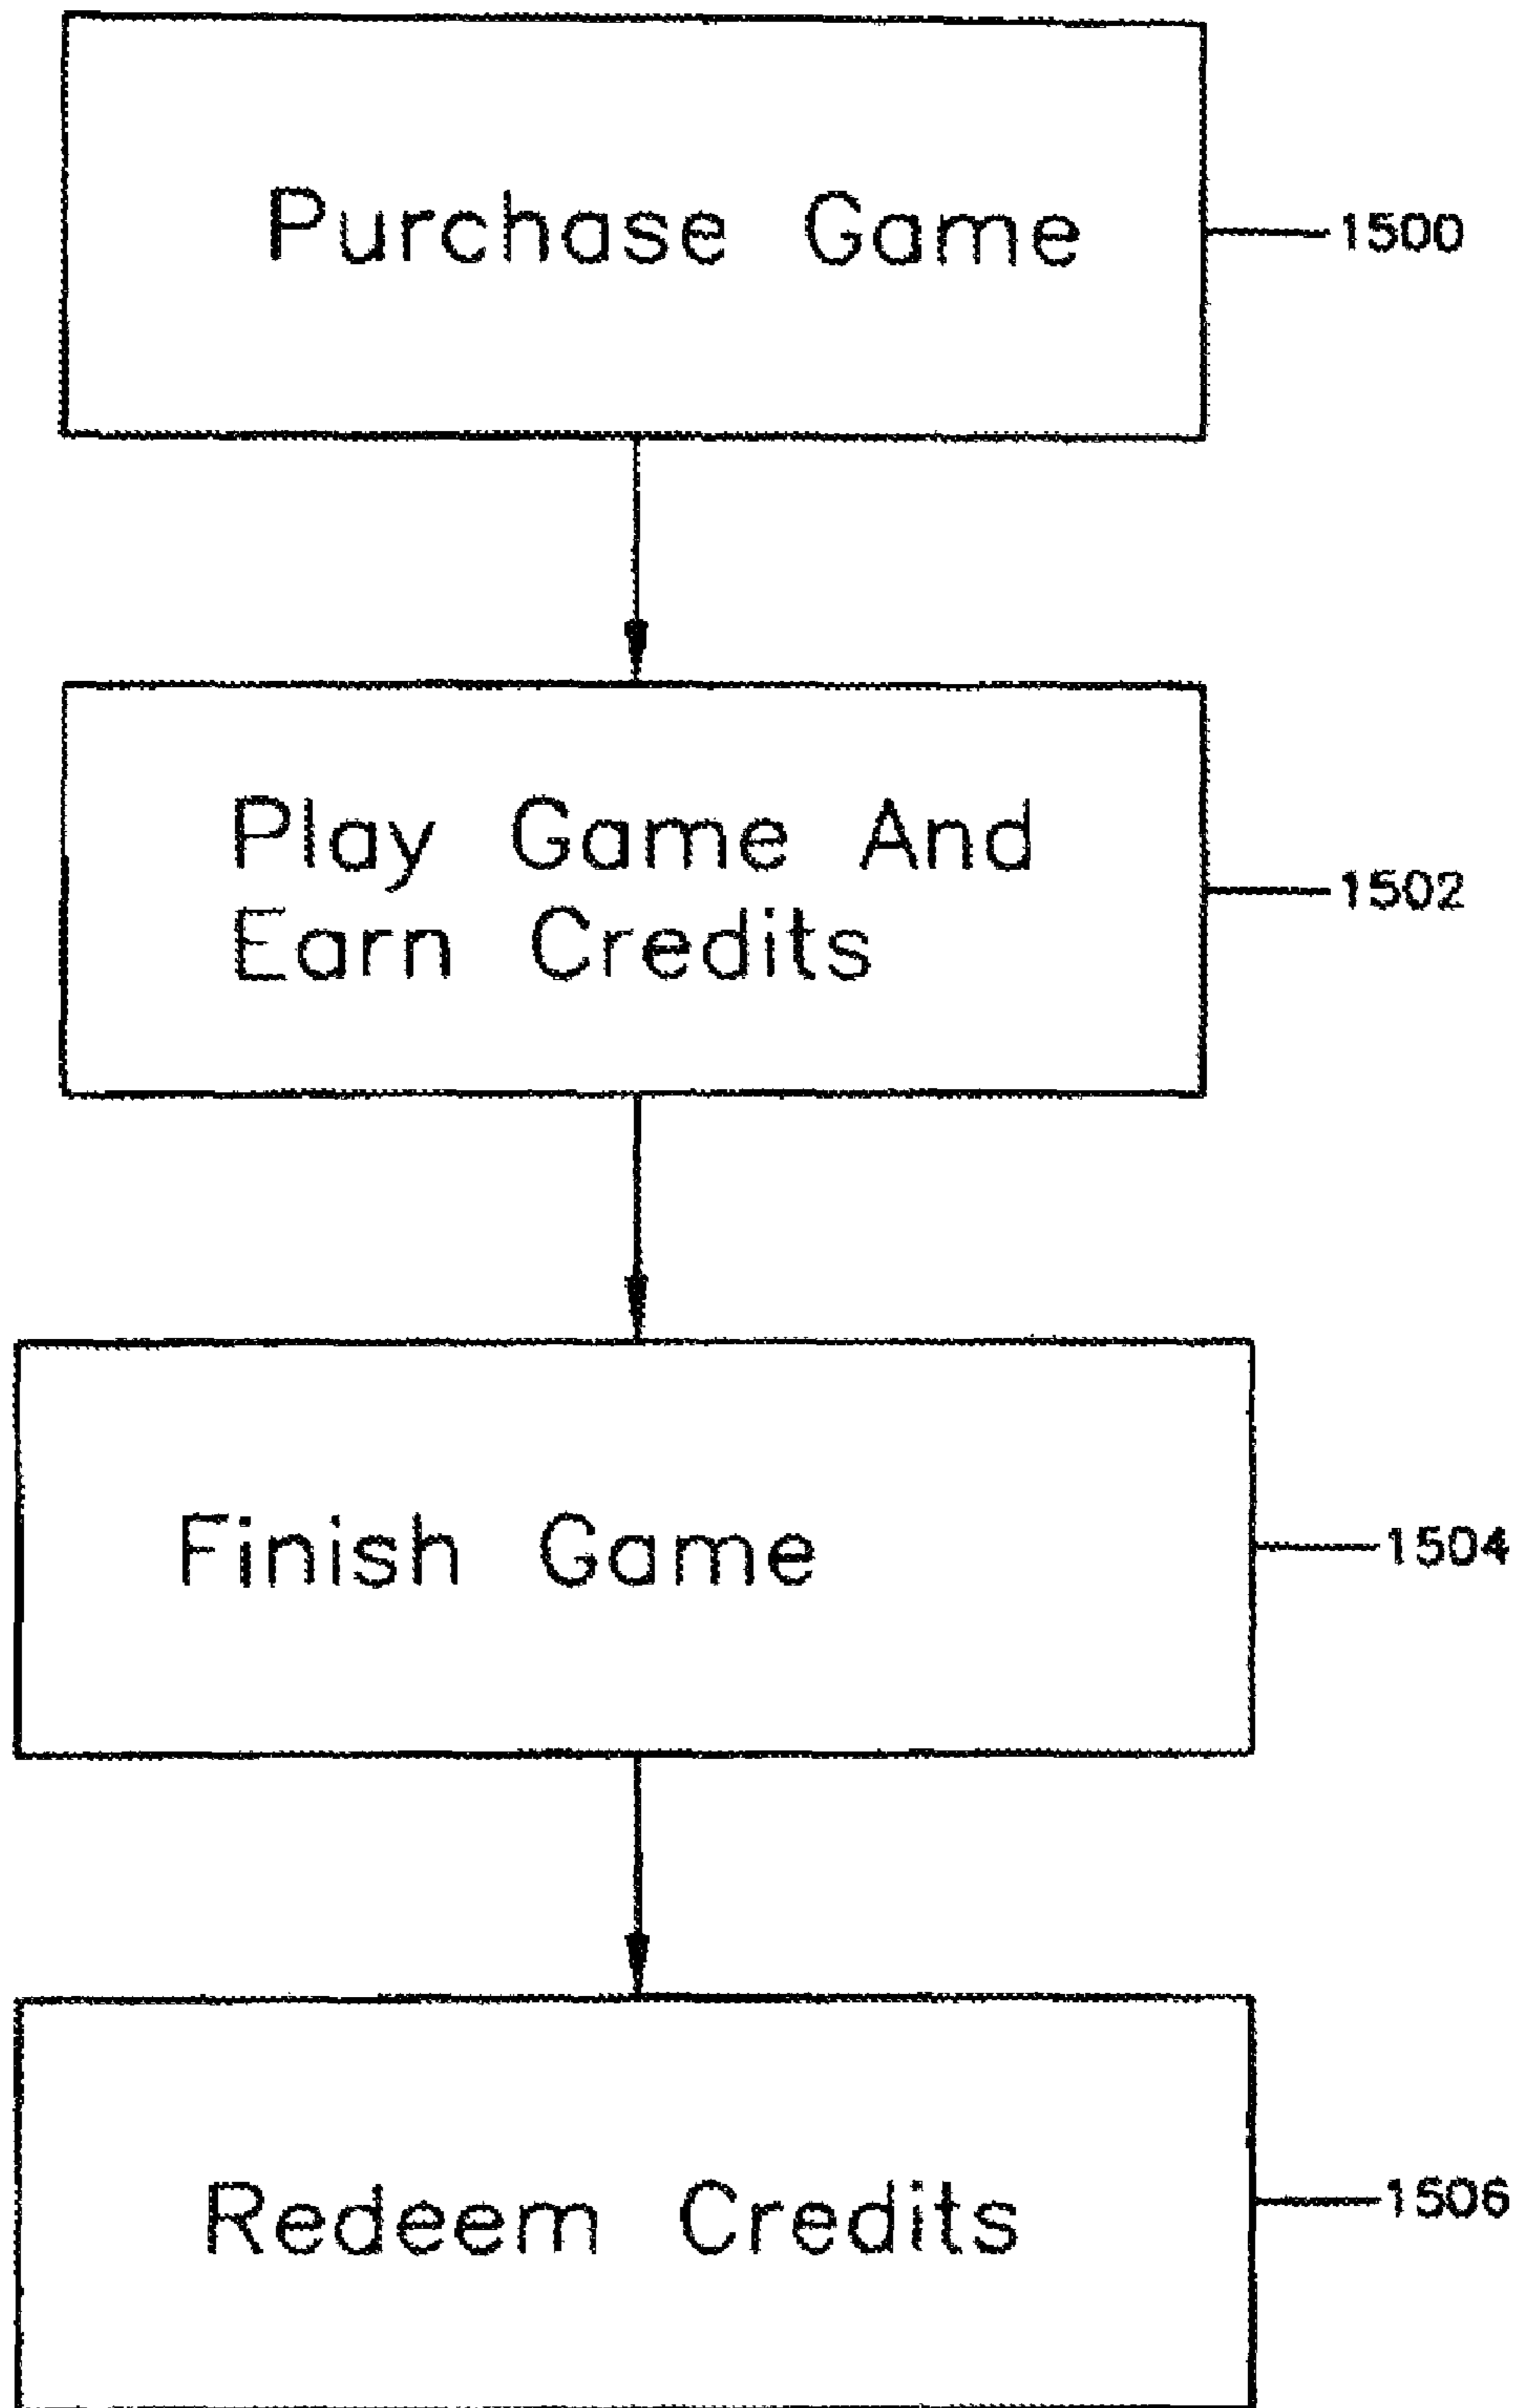 Purchase Game
1500
Play Game And
Earn Credits
1502
Finish Game
1504
Redeem Credits
1506